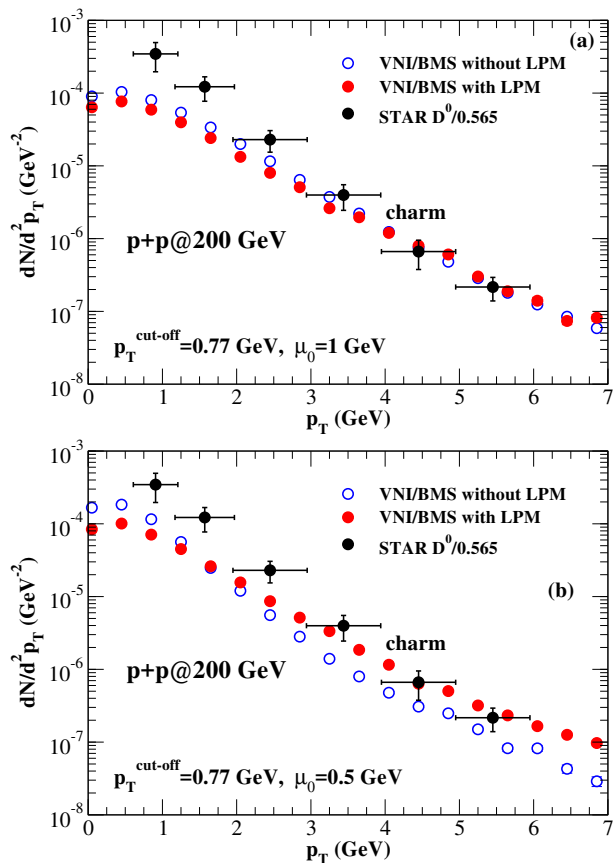 10^-3
(a)
VNI/BMS without LPM
VNI/BMS with LPM
STAR D^0/0.565
10^-4
10^-5
dN/d^2p_T (GeV^-2)
charm
10^-6
p+p@200 GeV
10^-7
p_T^cut-off=0.77 GeV, μ_0=1 GeV
10^-8
0 1 2 3 4 5 6 7
p_T (GeV)
10^-3
VNI/BMS without LPM
VNI/BMS with LPM
10^-4
STAR D^0/0.565
(b)
10^-5
dN/d^2p_T (GeV^-2)
charm
p+p@200 GeV
10^-6
10^-7
p_T^cut-off=0.77 GeV, μ_0=0.5 GeV
10^-8
0 1 2 3 4 5 6 7
p_T (GeV)